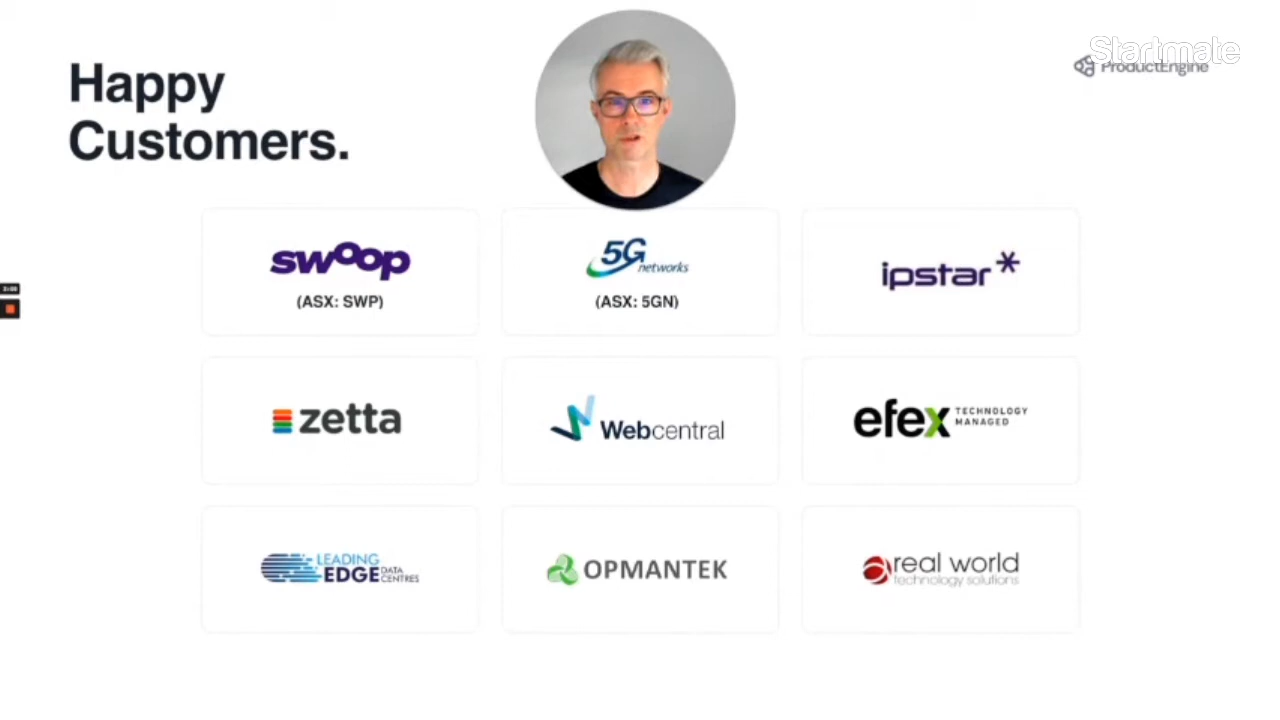 Happy
Customers.
Startmate
ProductEngine
swoop
(ASX: SWP)
5G
networks
(ASX: 5GN)
ipstar
zetta
Webcentral
efex TECHNOLOGY
MANAGED
LEADING
EDGE DATA
CENTRES
OPMANTEK
real world
technology solutions